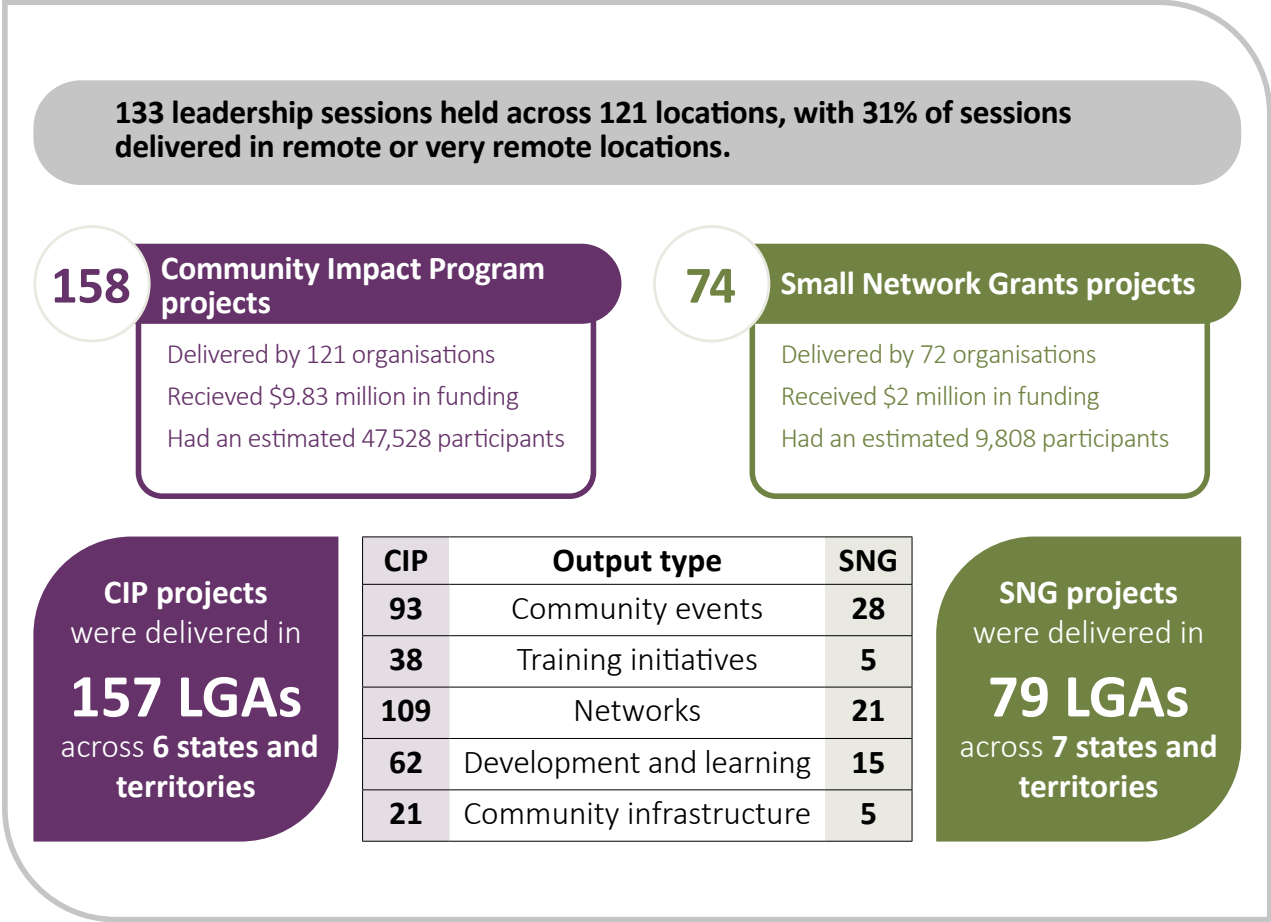 133 leadership sessions held across 121 locations, with 31% of sessions
delivered in remote or very remote locations.
158
Community Impact Program
projects
Delivered by 121 organisations
Recieved $9.83 million in funding
Had an estimated 47,528 participants
74
Small Network Grants projects
Delivered by 72 organisations
Received $2 million in funding
Had an estimated 9,808 participants
CIP projects
were delivered in
157 LGAs
across 6 states and
territories
CIP Output type SNG
93 Community events 28
38 Training initiatives 5
109 Networks 21
62 Development and learning 15
21 Community infrastructure 5
SNG projects
were delivered in
79 LGAs
across 7 states and
territories